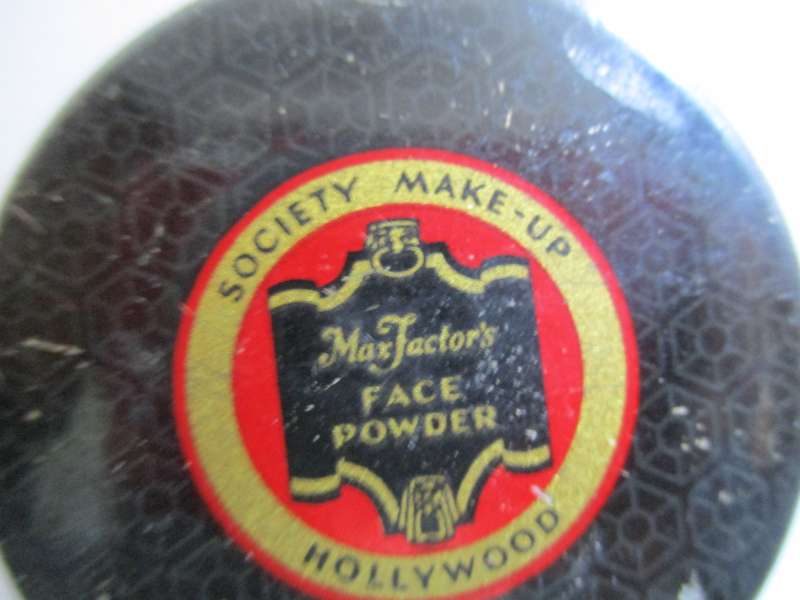 SOCIETY MAKE-UP
Max Factor's
FACE
POWDER
HOLLYWOOD